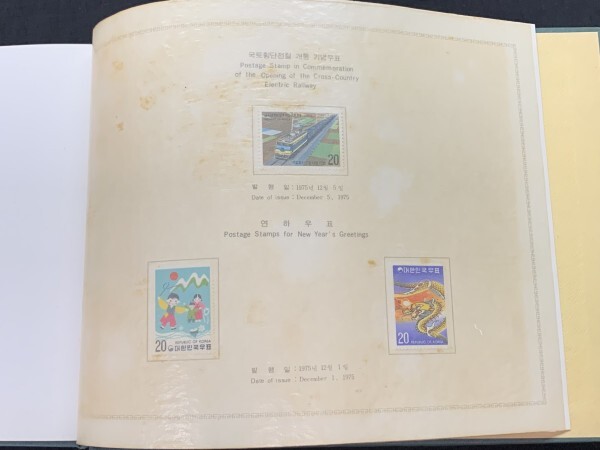 국토횡단전철 개통 기념우표
Postage Stamp in Commemoration
of the Opening of the Cross-Country
Electric Railway
20
발 행 일 : 1975년 12월 5일
Date of issue : December 5, 1975
연 하 우 표
Postage Stamps for New Year's Greetings
REPUBLIC OF KOREA
20 대한민국우표
대한민국우표
20 REPUBLIC OF KOREA
발 행 일 : 1975년 12월 1일
Date of issue : December 1, 1975